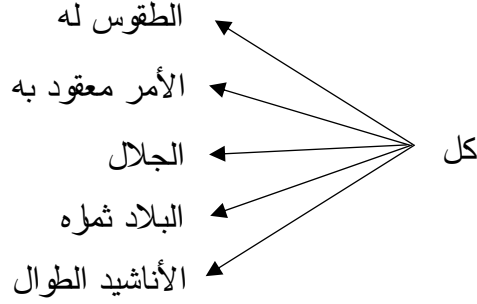 الطقوس له
الأمر معقود به
كل
الجلال
البلاد ثماره
الأناشيد الطوال